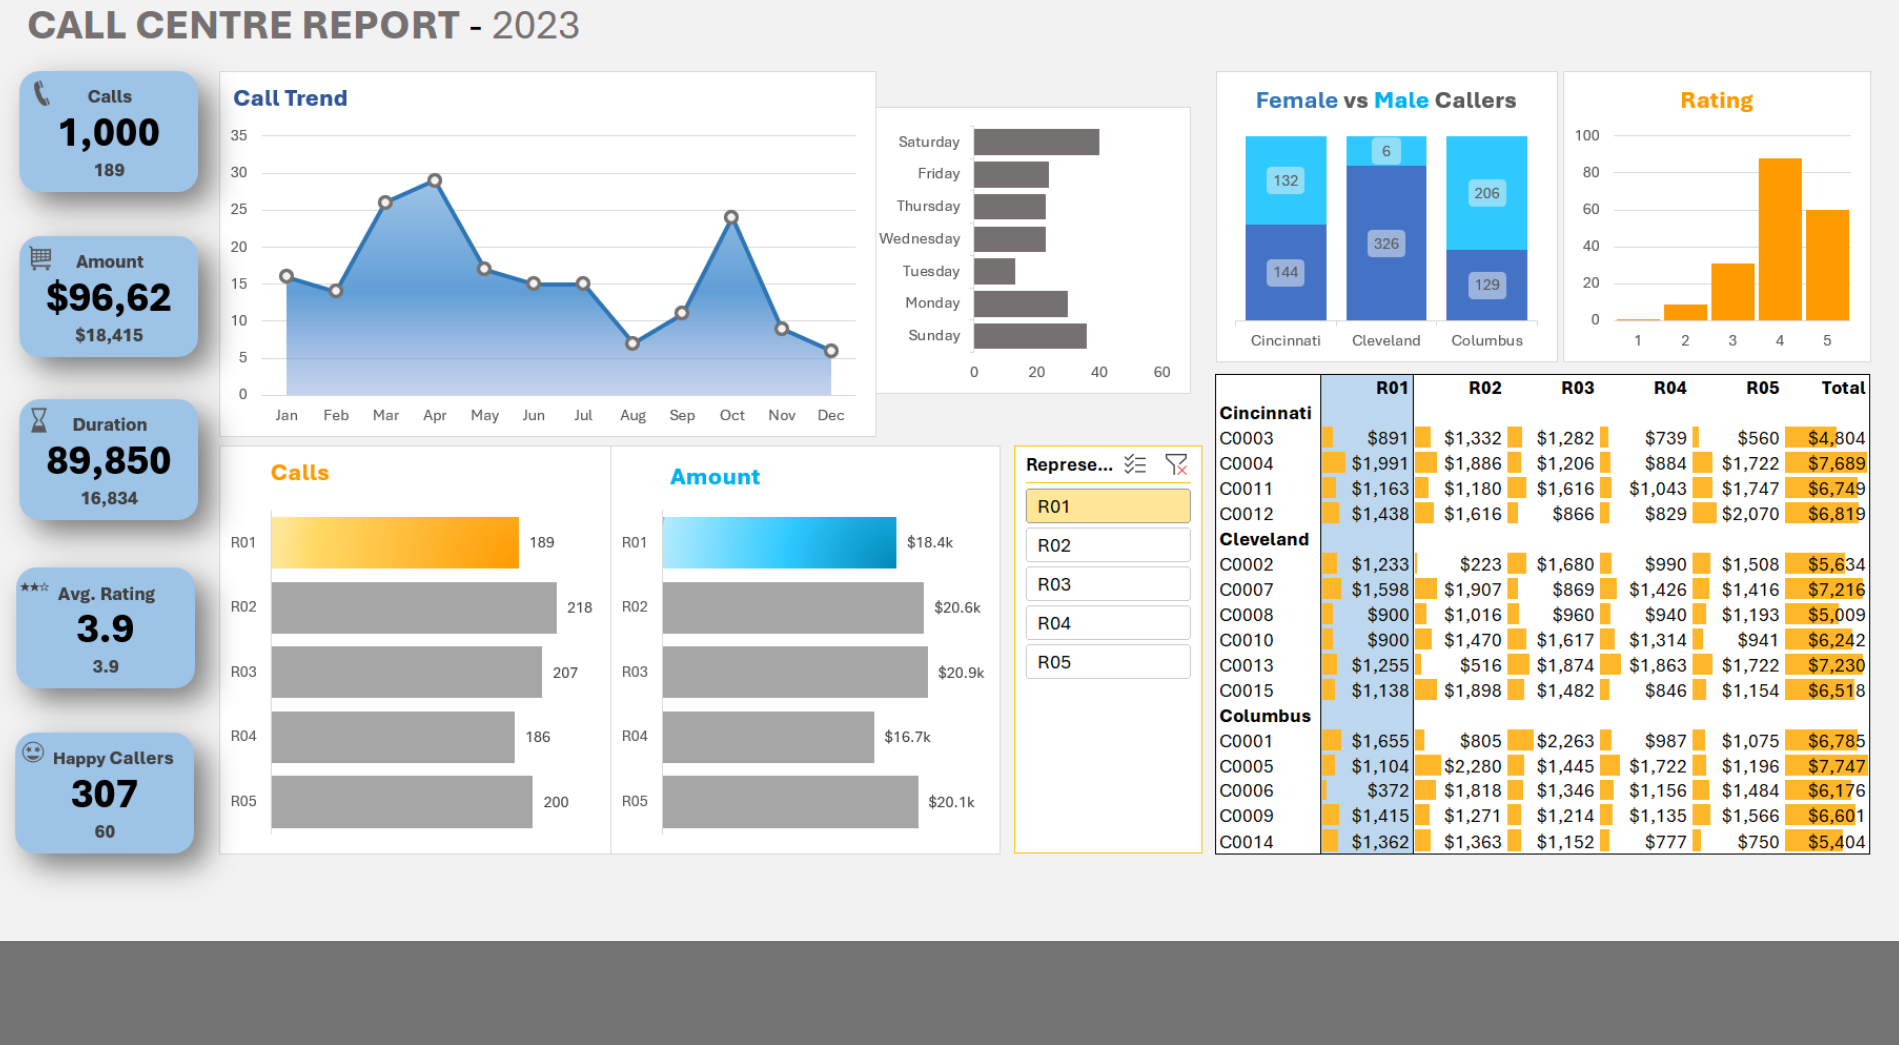 CALL CENTRE REPORT - 2023
Calls
1,000
189
Amount
$96,62
$18,415
Duration
89,850
16,834
Avg. Rating
3.9
3.9
Happy Callers
307
60
Call Trend
35
30
25
20
15
10
5
0
Jan Feb Mar Apr May Jun Jul Aug Sep Oct Nov Dec
Saturday
Friday
Thursday
Wednesday
Tuesday
Monday
Sunday
0 20 40 60
Female vs Male Callers
132 6 206
144 326 129
Cincinnati Cleveland Columbus
Rating
100
80
60
40
20
0
1 2 3 4 5
Calls
R01 189
R02 218
R03 207
R04 186
R05 200
Amount
R01 $18.4k
R02 $20.6k
R03 $20.9k
R04 $16.7k
R05 $20.1k
Represe...
R01
R02
R03
R04
R05
R01 R02 R03 R04 R05 Total
Cincinnati
C0003 $891 $1,332 $1,282 $739 $560 $4,804
C0004 $1,991 $1,886 $1,206 $884 $1,722 $7,689
C0011 $1,163 $1,180 $1,616 $1,043 $1,747 $6,749
C0012 $1,438 $1,616 $866 $829 $2,070 $6,819
Cleveland
C0002 $1,233 $223 $1,680 $990 $1,508 $5,634
C0007 $1,598 $1,907 $869 $1,426 $1,416 $7,216
C0008 $900 $1,016 $960 $940 $1,193 $5,009
C0010 $900 $1,470 $1,617 $1,314 $941 $6,242
C0013 $1,255 $516 $1,874 $1,863 $1,722 $7,230
C0015 $1,138 $1,898 $1,482 $846 $1,154 $6,518
Columbus
C0001 $1,655 $805 $2,263 $987 $1,075 $6,785
C0005 $1,104 $2,280 $1,445 $1,722 $1,196 $7,747
C0006 $372 $1,818 $1,346 $1,156 $1,484 $6,176
C0009 $1,415 $1,271 $1,214 $1,135 $1,566 $6,601
C0014 $1,362 $1,363 $1,152 $777 $750 $5,404